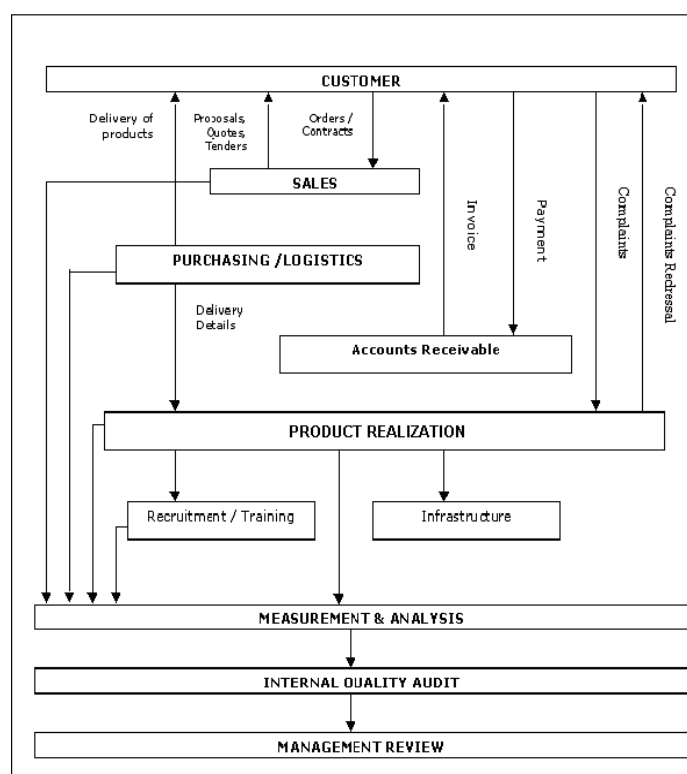 CUSTOMER
Delivery of
products
Proposals,
Quotes,
Tenders
Orders /
Contracts
SALES
Invoice
Payment
Complaints
Complaints Redressal
PURCHASING /LOGISTICS
Delivery
Details
Accounts Receivable
PRODUCT REALIZATION
Recruitment / Training
Infrastructure
MEASUREMENT & ANALYSIS
INTERNAL QUALITY AUDIT
MANAGEMENT REVIEW